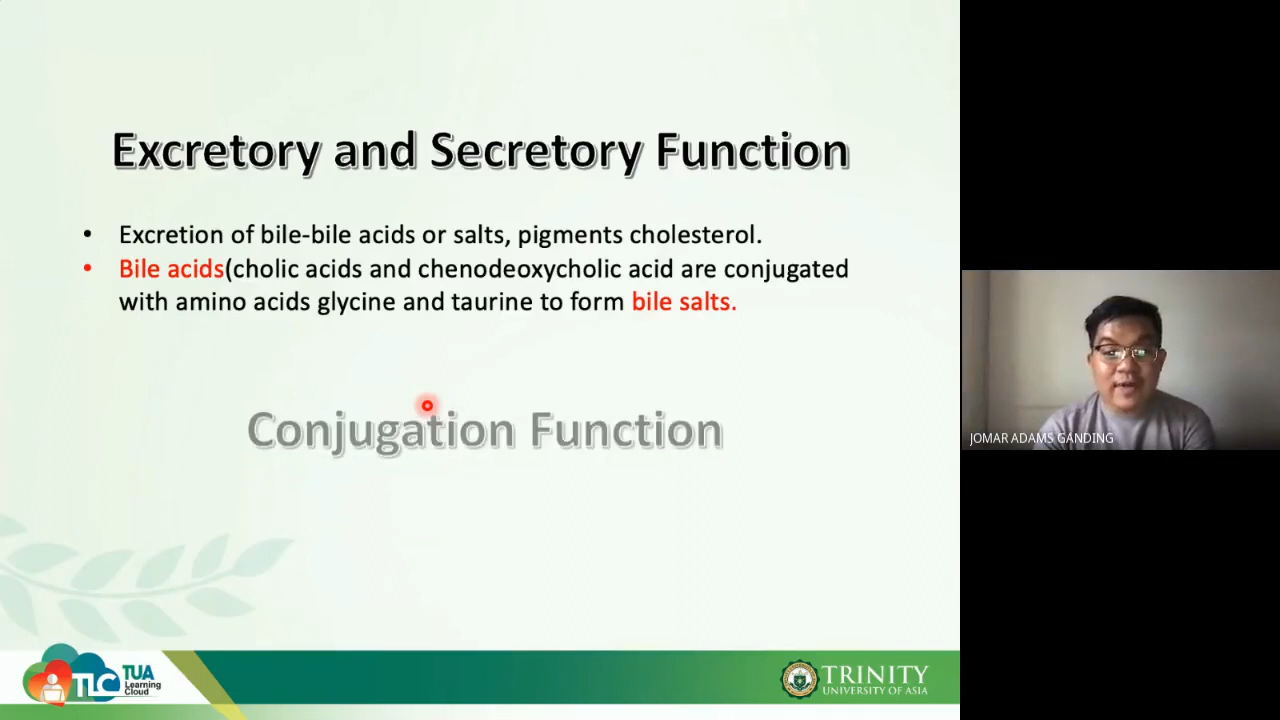 Excretory and Secretory Function
• Excretion of bile-bile acids or salts, pigments cholesterol.
• Bile acids(cholic acids and chenodeoxycholic acid are conjugated
with amino acids glycine and taurine to form bile salts.
Conjugation Function
JOMAR ADAMS GANDING
TLC
TUA
Learning
Cloud
TRINITY
UNIVERSITY OF ASIA